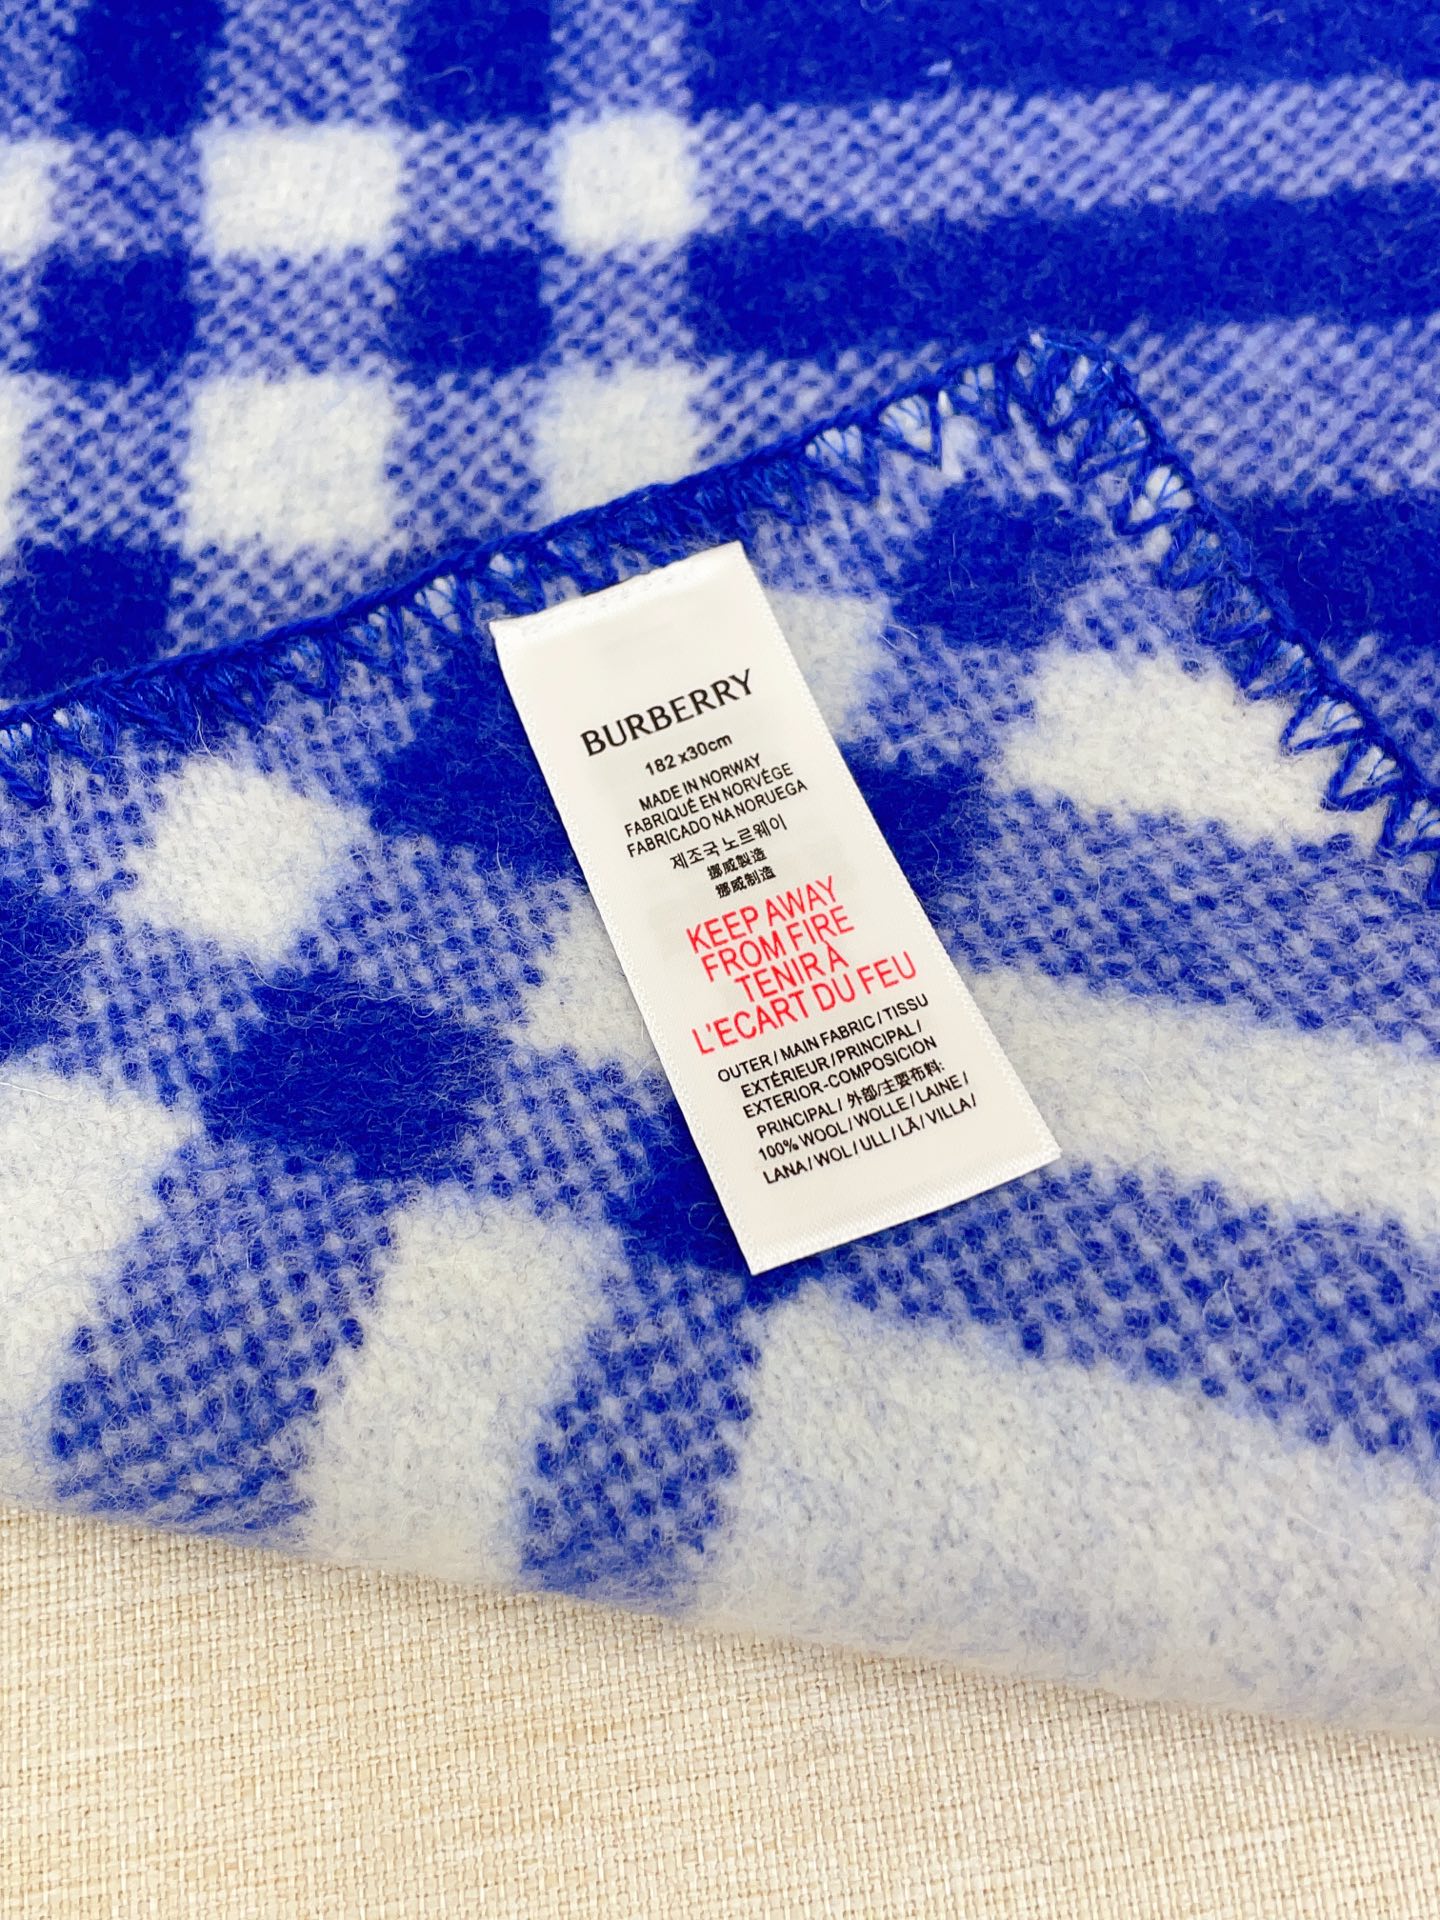 BURBERRY
182 x30cm
MADE IN NORWAY
FABRIQUÉ EN NORVÉGE
FABRICADO NA NORUEGA
제조국 노르웨이
挪威製造
挪威制造
KEEP AWAY
FROM FIRE
TENIR À
L'ECART DU FEU
OUTER / MAIN FABRIC / TISSU
EXTÉRIEUR / PRINCIPAL /
EXTERIOR-COMPOSICION
PRINCIPAL / 外部/主要布料:
100% WOOL / WOLLE / LAINE /
LANA / WOL / ULL / LÃ / VILLA /